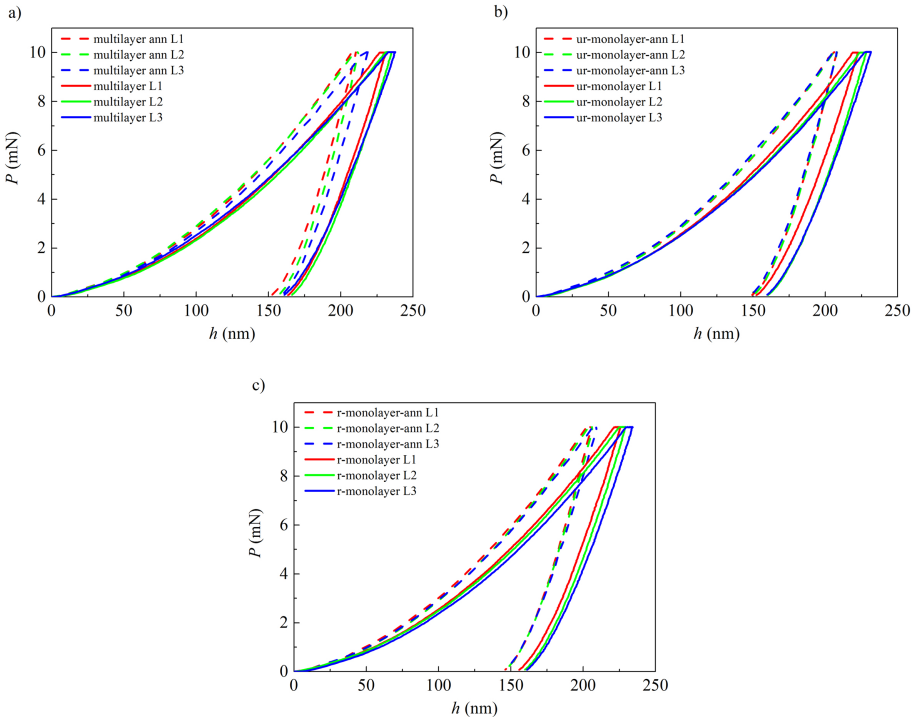 a)
multilayer ann L1
multilayer ann L2
multilayer ann L3
multilayer L1
multilayer L2
multilayer L3
10
8
6
4
2
0
P (mN)
0 50 100 150 200 250
h (nm)
b)
ur-monolayer-ann L1
ur-monolayer-ann L2
ur-monolayer-ann L3
ur-monolayer L1
ur-monolayer L2
ur-monolayer L3
10
8
6
4
2
0
P (mN)
0 50 100 150 200 250
h (nm)
c)
r-monolayer-ann L1
r-monolayer-ann L2
r-monolayer-ann L3
r-monolayer L1
r-monolayer L2
r-monolayer L3
10
8
6
4
2
0
P (mN)
0 50 100 150 200 250
h (nm)